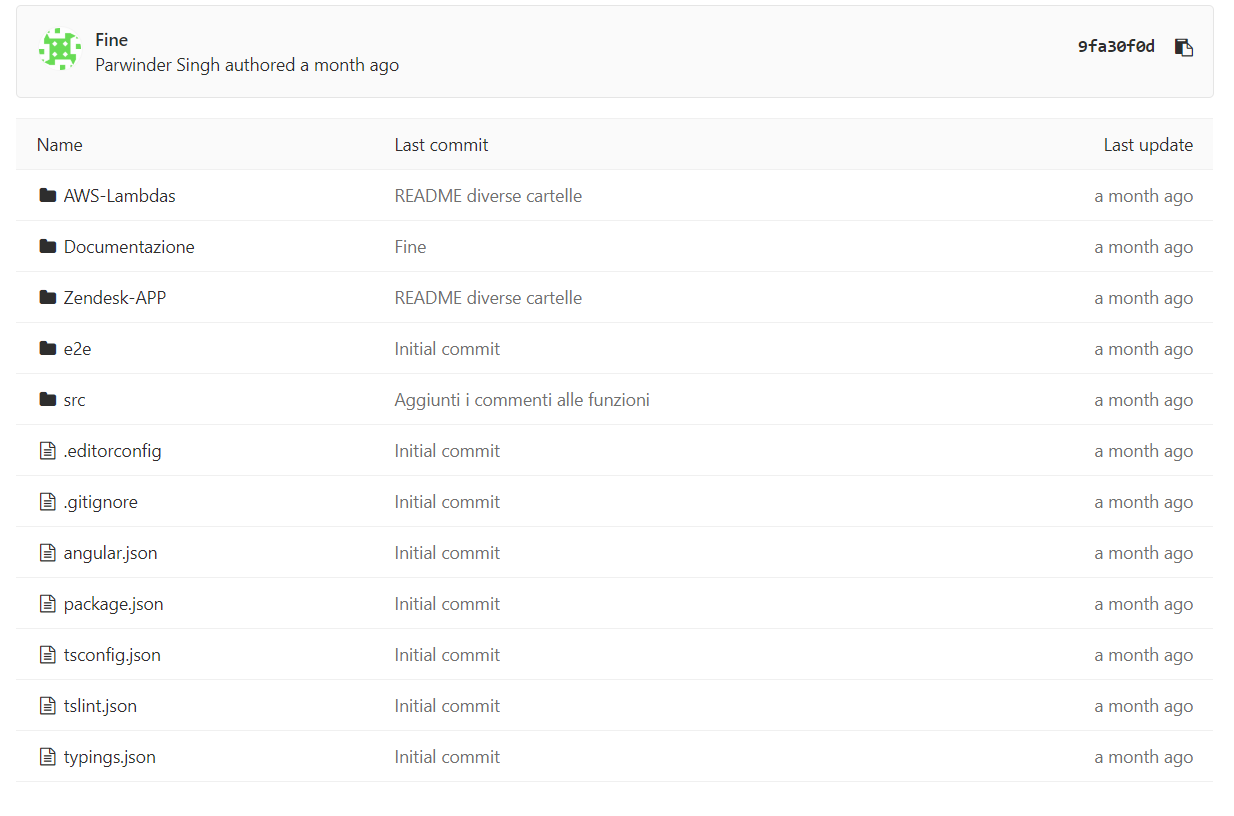 Fine
Parwinder Singh authored a month ago
9fa30f0d
Name Last commit Last update
AWS-Lambdas README diverse cartelle a month ago
Documentazione Fine a month ago
Zendesk-APP README diverse cartelle a month ago
e2e Initial commit a month ago
src Aggiunti i commenti alle funzioni a month ago
.editorconfig Initial commit a month ago
.gitignore Initial commit a month ago
angular.json Initial commit a month ago
package.json Initial commit a month ago
tsconfig.json Initial commit a month ago
tslint.json Initial commit a month ago
typings.json Initial commit a month ago